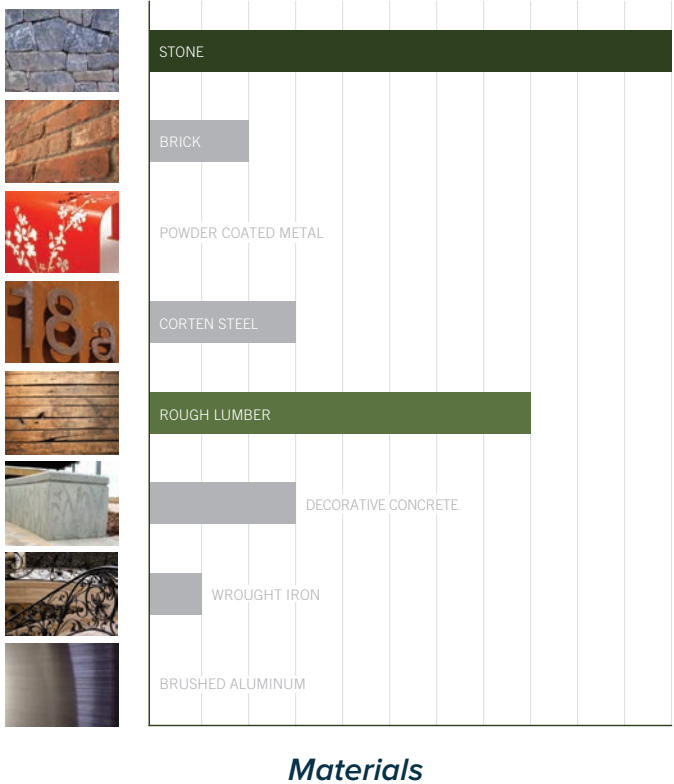 STONE
BRICK
POWDER COATED METAL
18a
CORTEN STEEL
ROUGH LUMBER
DECORATIVE CONCRETE
WROUGHT IRON
BRUSHED ALUMINUM
Materials